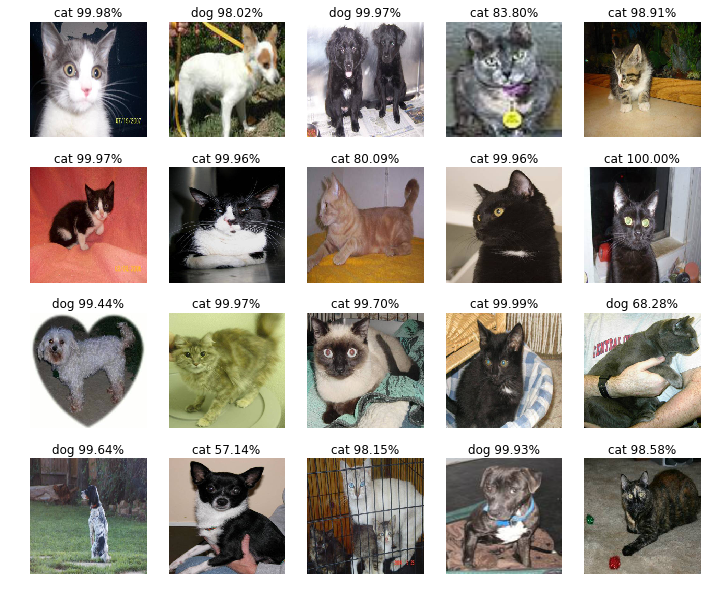 cat 99.98%
dog 98.02%
dog 99.97%
cat 83.80%
cat 98.91%
07/15/2007
cat 99.97%
cat 99.96%
cat 80.09%
cat 99.96%
cat 100.00%
dog 99.44%
cat 99.97%
cat 99.70%
cat 99.99%
dog 68.28%
dog 99.64%
cat 57.14%
cat 98.15%
dog 99.93%
cat 98.58%